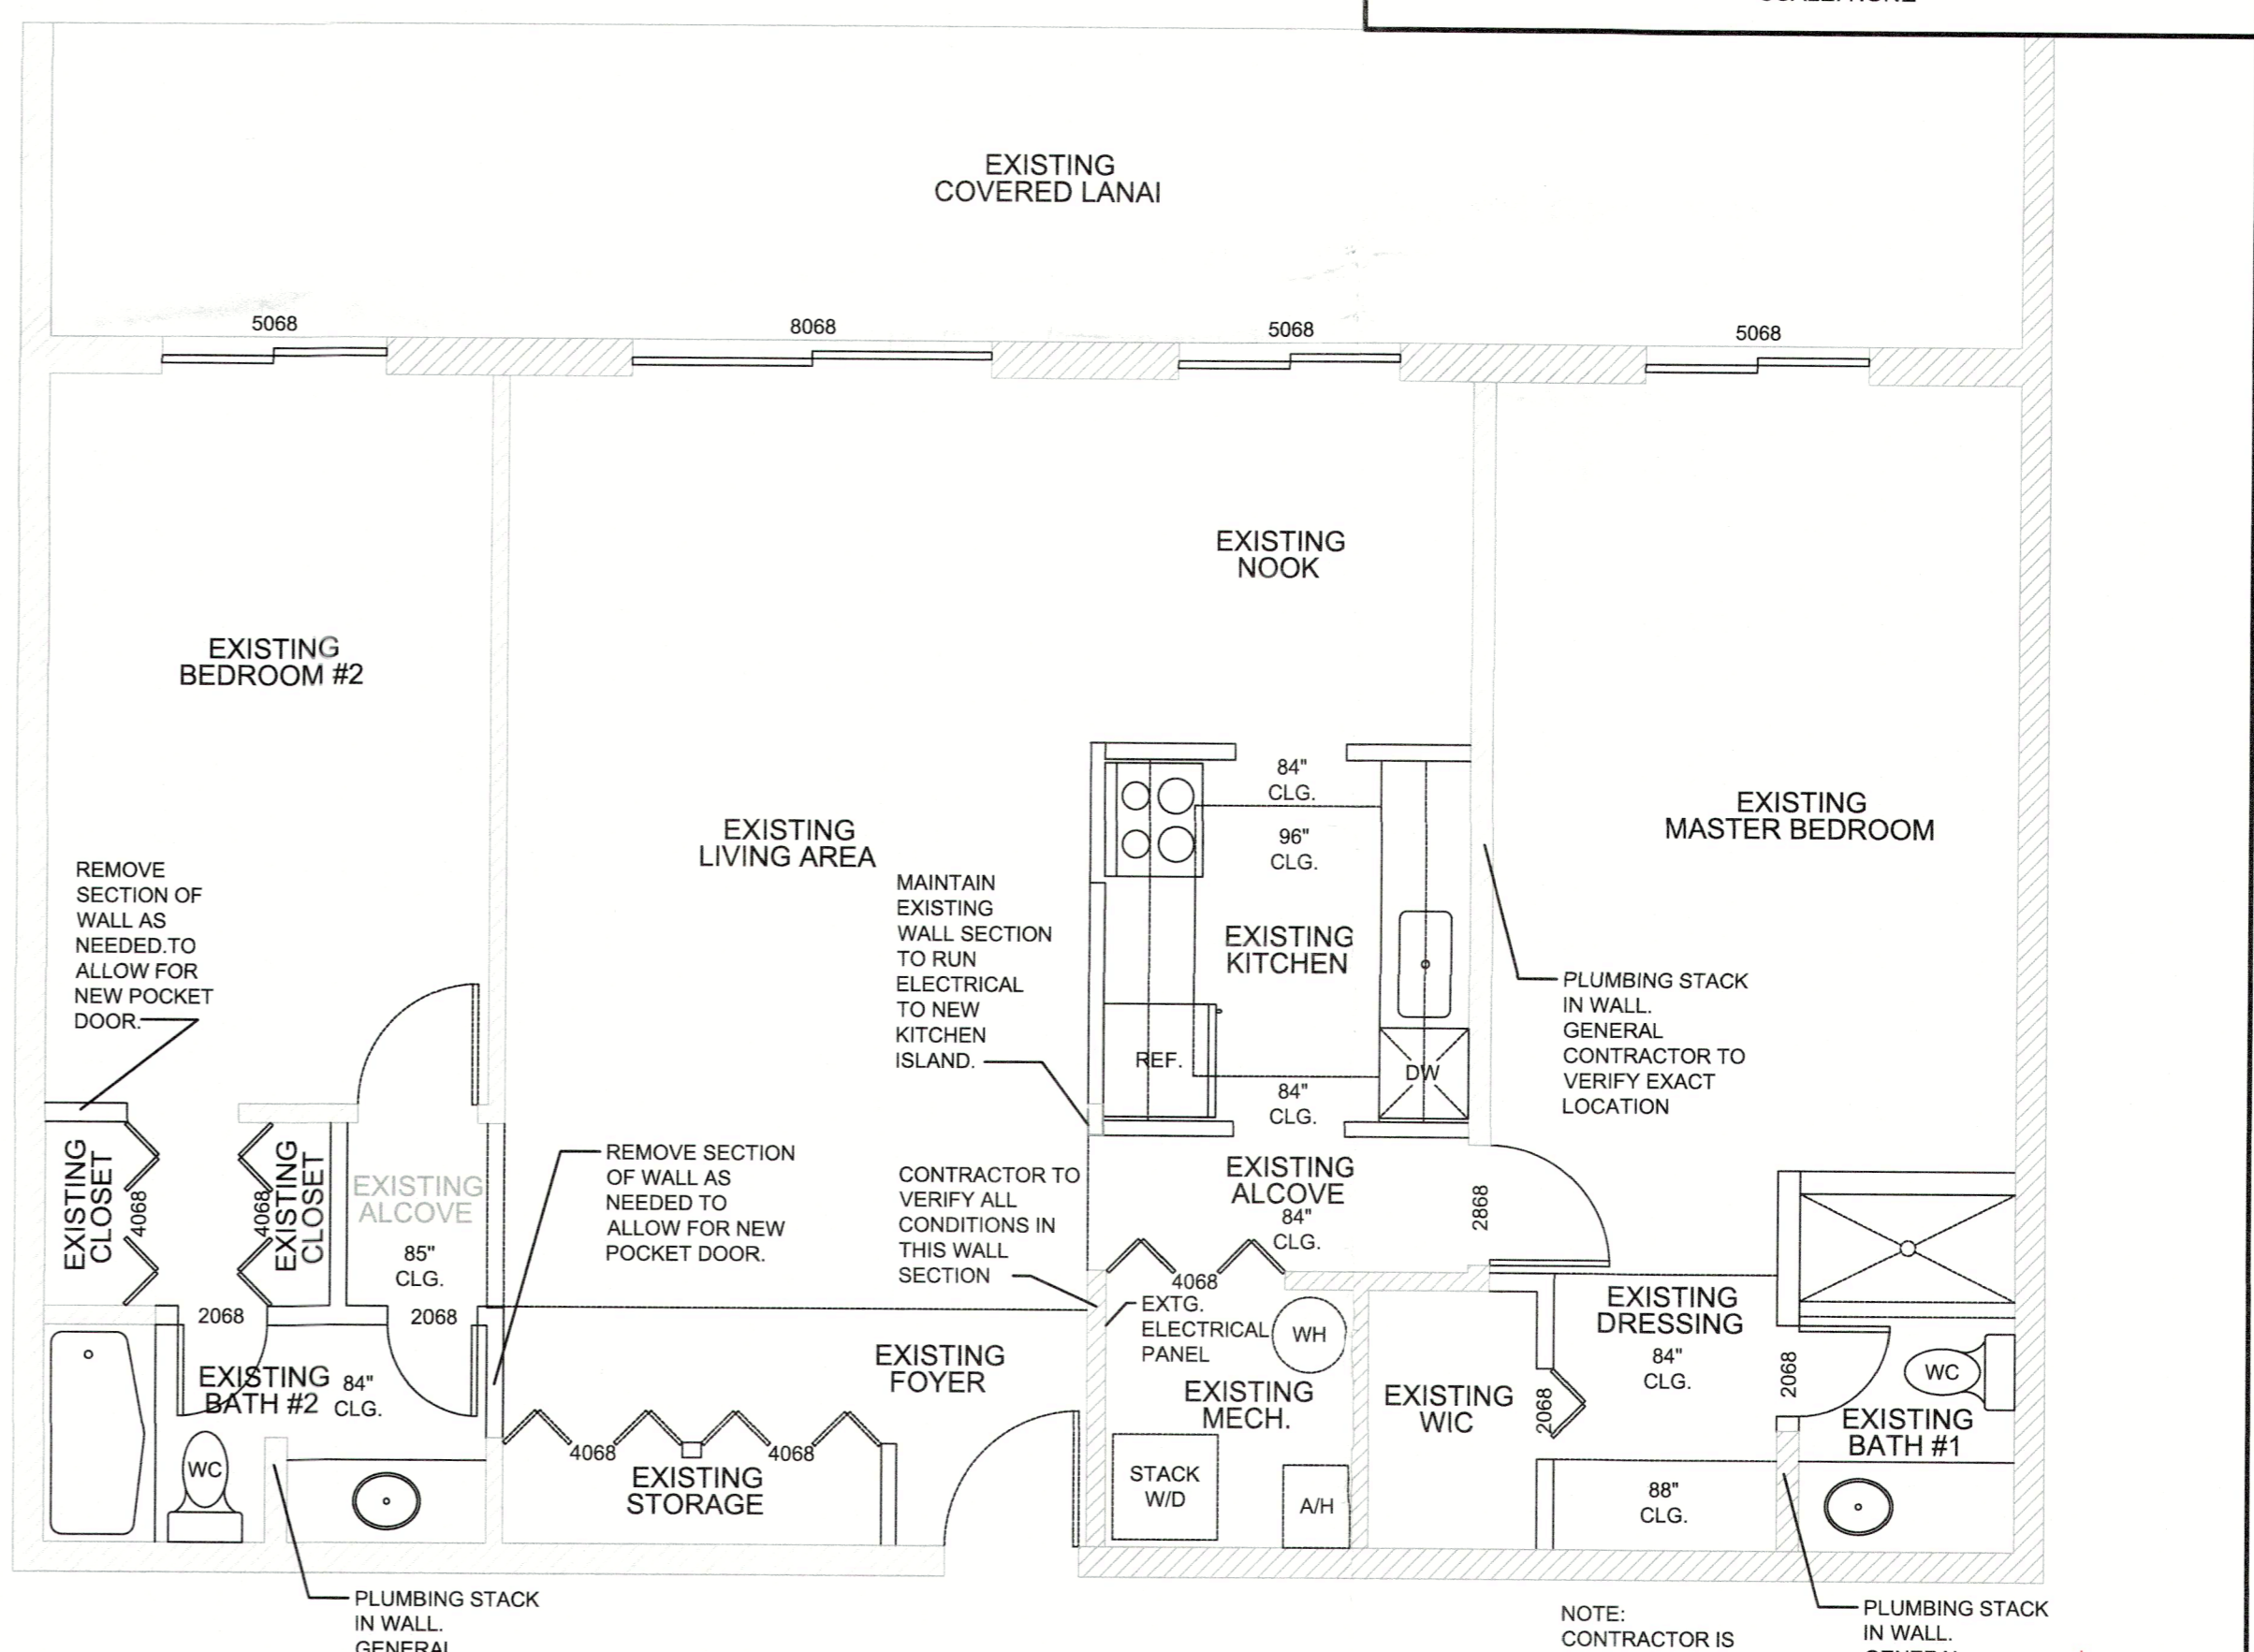 EXISTING
COVERED LANAI
5068
8068
5068
5068
EXISTING
NOOK
EXISTING
BEDROOM #2
EXISTING
LIVING AREA
84"
CLG.
96"
CLG.
EXISTING
KITCHEN
REF.
DW
84"
CLG.
EXISTING
MASTER BEDROOM
REMOVE
SECTION OF
WALL AS
NEEDED.TO
ALLOW FOR
NEW POCKET
DOOR.
MAINTAIN
EXISTING
WALL SECTION
TO RUN
ELECTRICAL
TO NEW
KITCHEN
ISLAND.
PLUMBING STACK
IN WALL.
GENERAL
CONTRACTOR TO
VERIFY EXACT
LOCATION
EXISTING
CLOSET
4068
4068
EXISTING
CLOSET
EXISTING
ALCOVE
85"
CLG.
REMOVE SECTION
OF WALL AS
NEEDED TO
ALLOW FOR NEW
POCKET DOOR.
CONTRACTOR TO
VERIFY ALL
CONDITIONS IN
THIS WALL
SECTION
EXISTING
ALCOVE
84"
CLG.
2868
4068
EXTG.
ELECTRICAL
PANEL
WH
EXISTING
MECH.
STACK
W/D
A/H
2068
2068
EXISTING
BATH #2
84"
CLG.
WC
EXISTING
FOYER
4068
4068
EXISTING
STORAGE
EXISTING
WIC
2068
EXISTING
DRESSING
84"
CLG.
2068
WC
EXISTING
BATH #1
88"
CLG.
PLUMBING STACK
IN WALL.
GENERAL
NOTE:
CONTRACTOR IS
PLUMBING STACK
IN WALL.